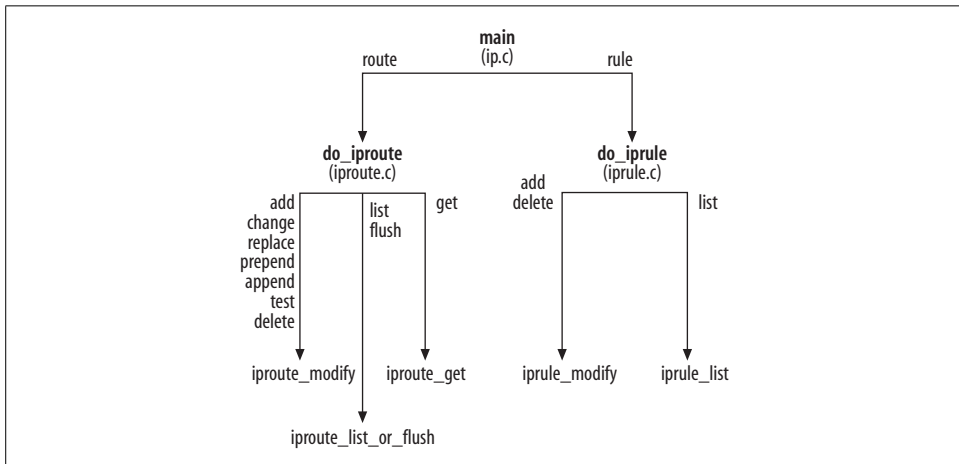 main
(ip.c)
route
rule
do_iproute
(iproute.c)
do_iprule
(iprule.c)
add
change
replace
prepend
append
test
delete
list
flush
get
add
delete
list
iproute_modify
iproute_get
iprule_modify
iprule_list
iproute_list_or_flush